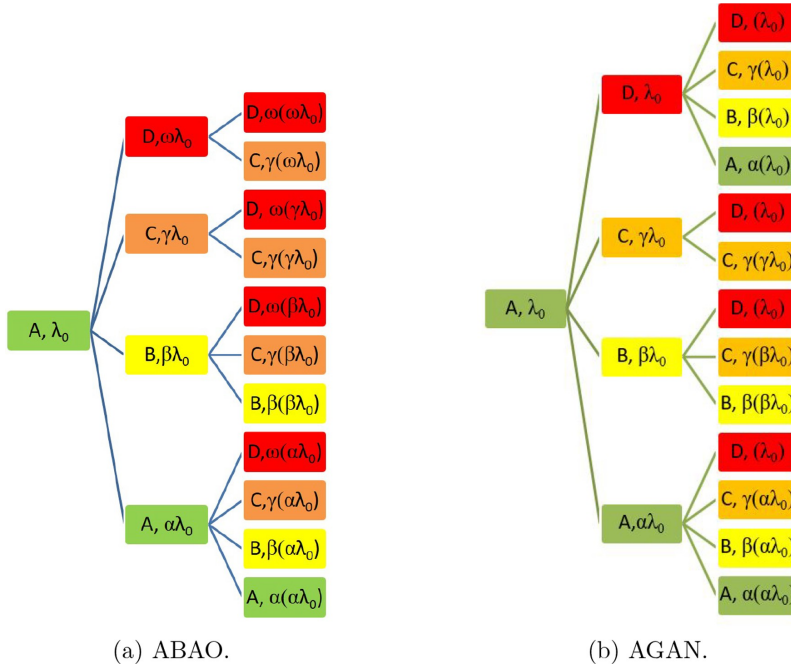 A, λ₀
D,ωλ₀
C,γλ₀
B,βλ₀
A, αλ₀
D,ω(ωλ₀)
C,γ(ωλ₀)
D, ω(γλ₀)
C,γ(γλ₀)
D,ω(βλ₀)
C,γ(βλ₀)
B,β(βλ₀)
D,ω(αλ₀)
C,γ(αλ₀)
B,β(αλ₀)
A, α(αλ₀)
(a) ABAO.
A, λ₀
D, λ₀
C, γλ₀
B, βλ₀
A,αλ₀
D, (λ₀)
C, γ(λ₀)
B, β(λ₀)
A, α(λ₀)
D, (λ₀)
C, γ(γλ₀)
D, (λ₀)
C, γ(βλ₀)
B, β(βλ₀)
D, (λ₀)
C, γ(αλ₀)
B, β(αλ₀)
A, α(αλ₀)
(b) AGAN.